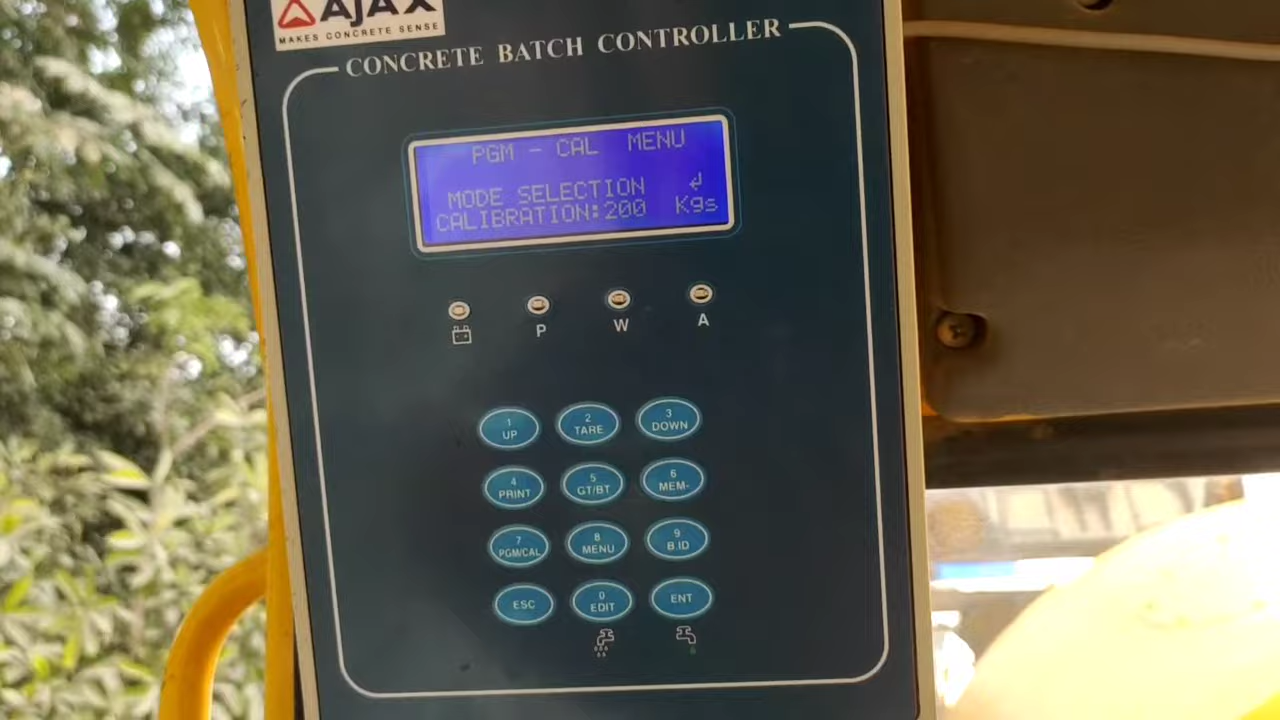 AJAX
MAKES CONCRETE SENSE
CONCRETE BATCH CONTROLLER
PGM - CAL MENU
MODE SELECTION ↲
CALIBRATION:200 Kgs
P W A
1 UP 2 TARE 3 DOWN
4 PRINT 5 GT/BT 6 MEM-
7 PGM/CAL 8 MENU 9 B.ID
ESC 0 EDIT ENT